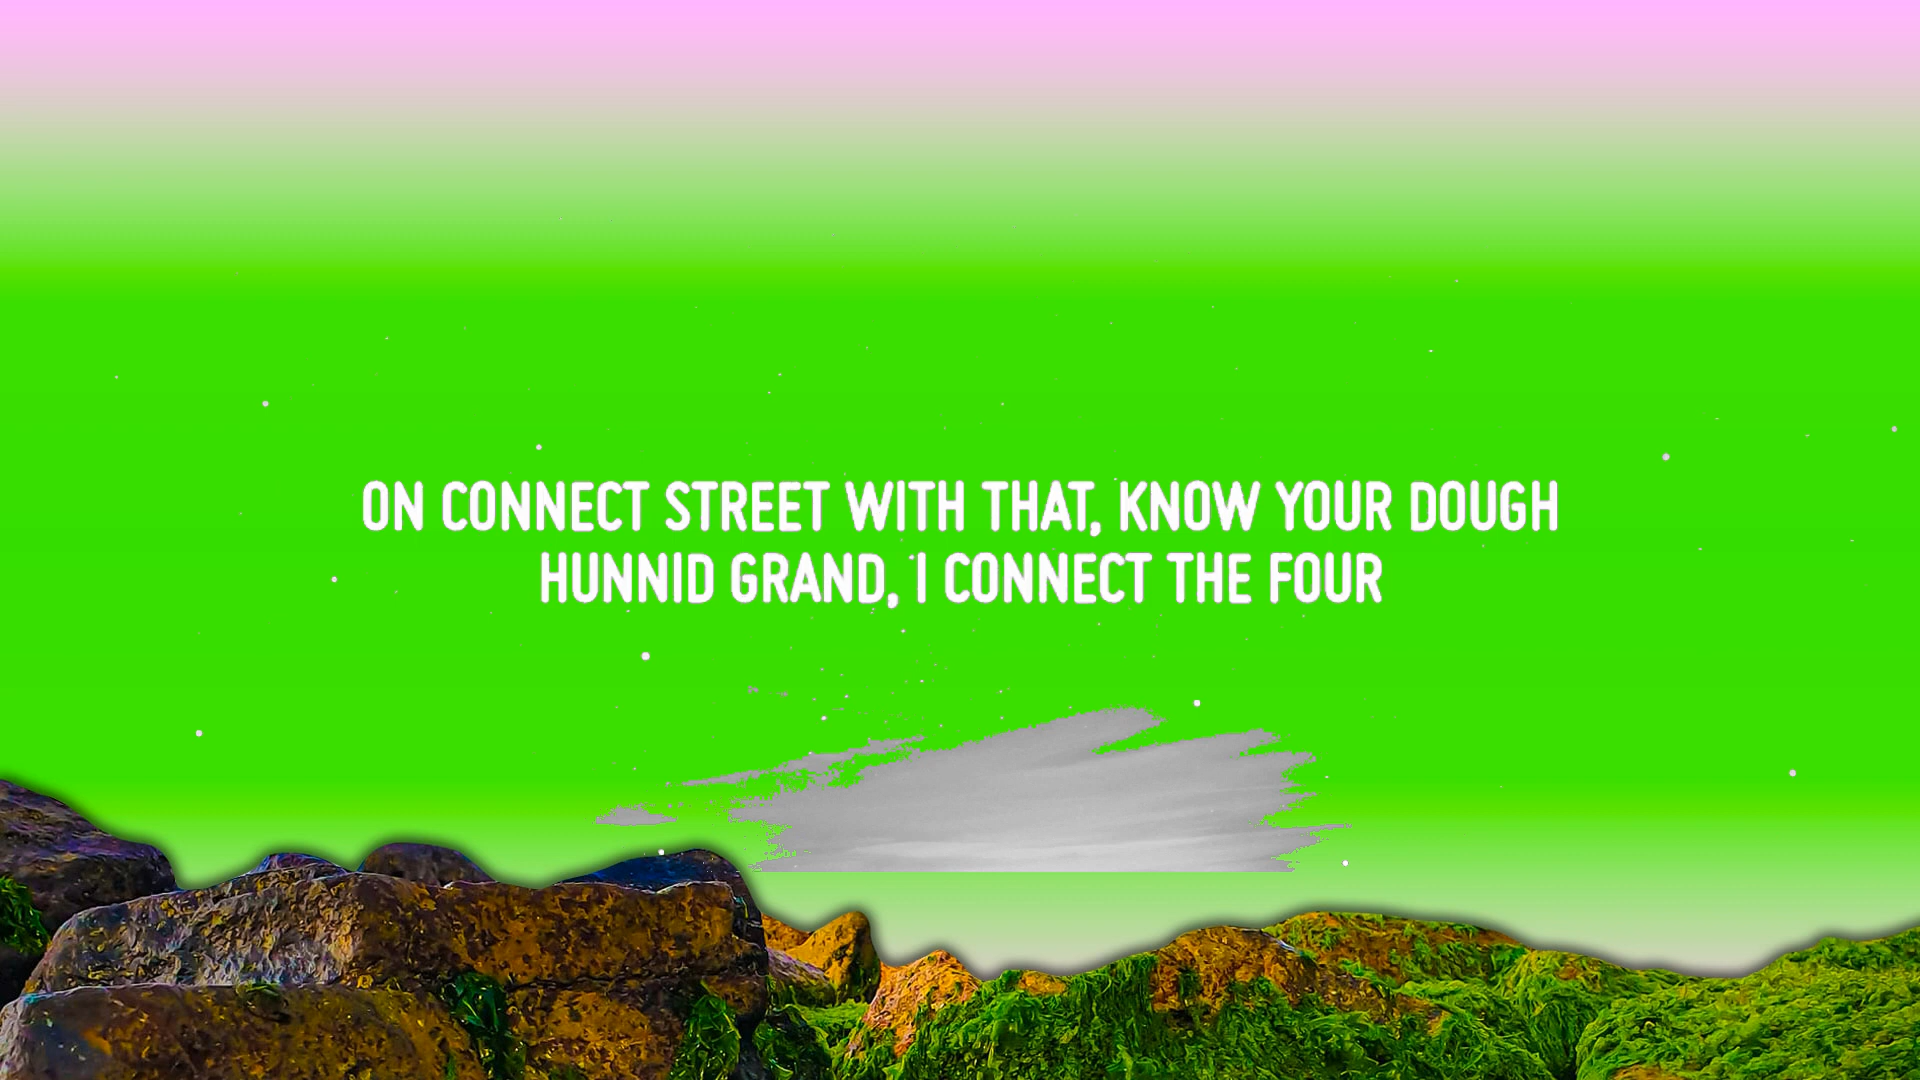 ON CONNECT STREET WITH THAT, KNOW YOUR DOUGH
HUNNID GRAND, I CONNECT THE FOUR